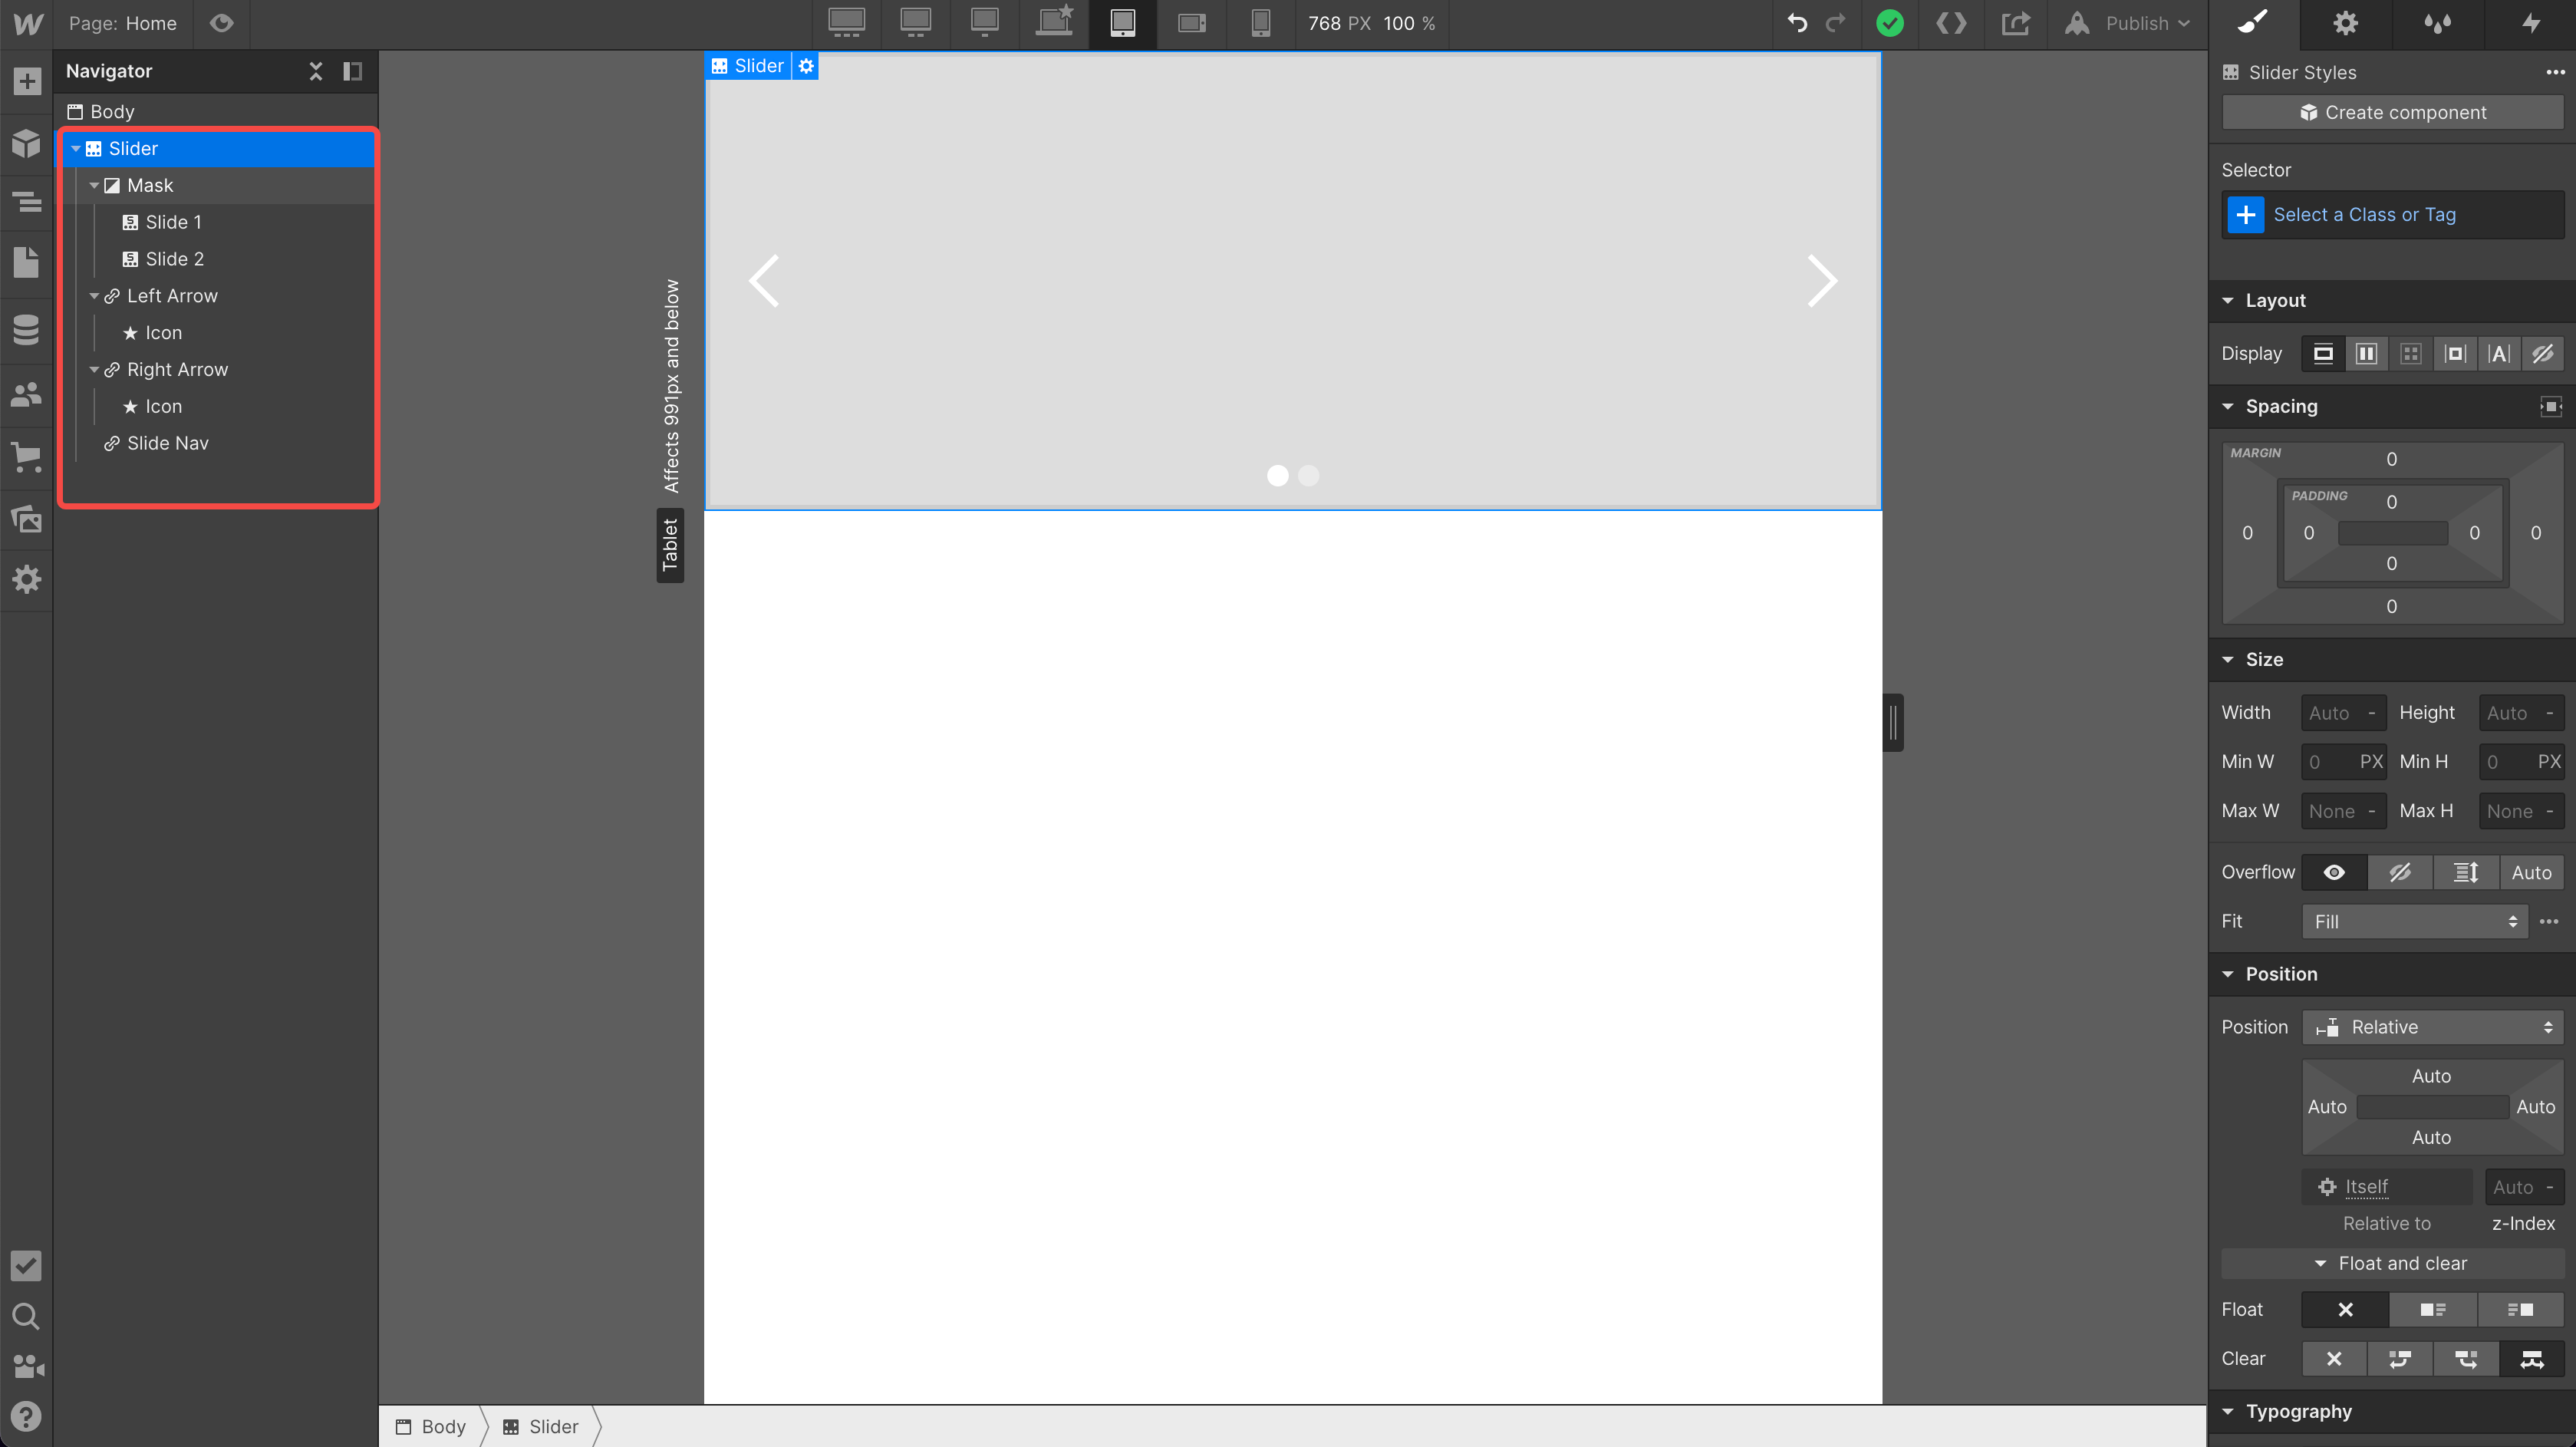 Page: Home
768 PX 100 %
Publish
Navigator
Body
Slider
Mask
Slide 1
Slide 2
Left Arrow
Icon
Right Arrow
Icon
Slide Nav
Slider
Affects 991px and below
Tablet
Body
Slider
Slider Styles
Create component
Selector
Select a Class or Tag
Layout
Display
Spacing
MARGIN
0
PADDING
0
0 0 0 0
0
0
Size
Width Auto - Height Auto -
Min W 0 PX Min H 0 PX
Max W None - Max H None -
Overflow Auto
Fit Fill
Position
Position Relative
Auto
Auto Auto
Auto
Itself Auto -
Relative to z-Index
Float and clear
Float
Clear
Typography